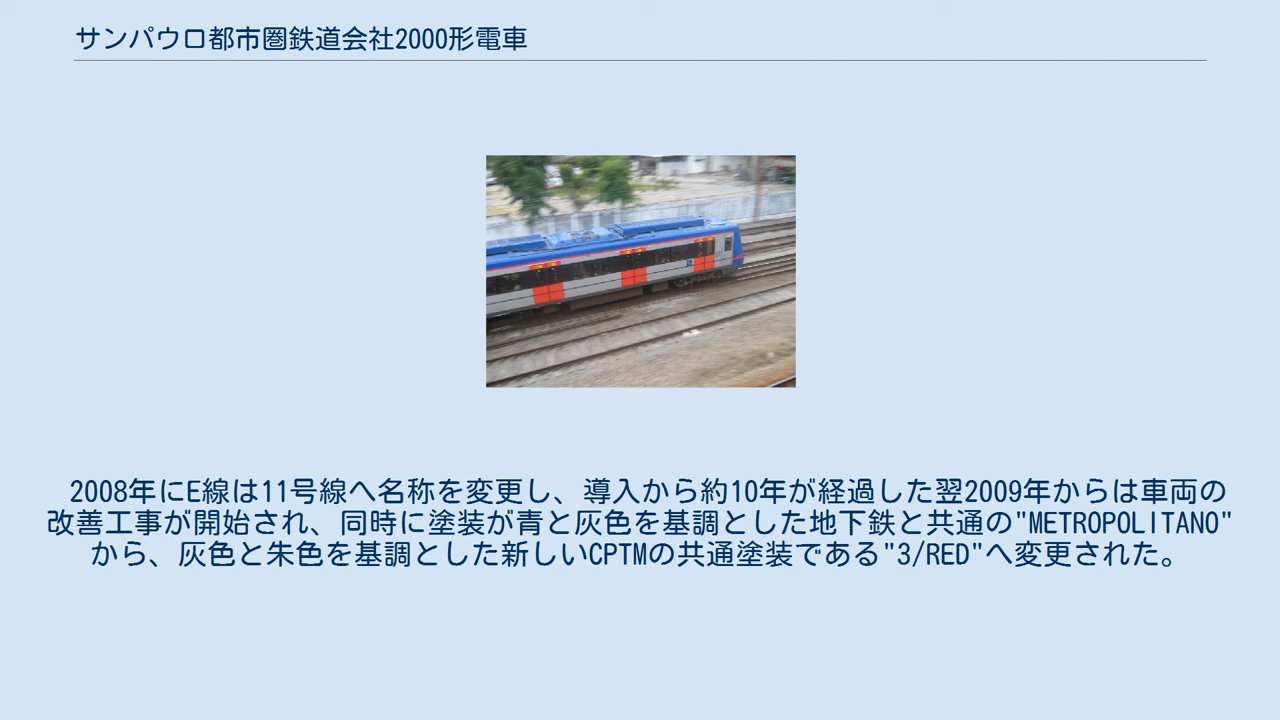 サンパウロ都市圏鉄道会社2000形電車
2008年にE線は11号線へ名称を変更し、導入から約10年が経過した翌2009年からは車両の
改善工事が開始され、同時に塗装が青と灰色を基調とした地下鉄と共通の"METROPOLITANO"
から、灰色と朱色を基調とした新しいCPTMの共通塗装である"3/RED"へ変更された。